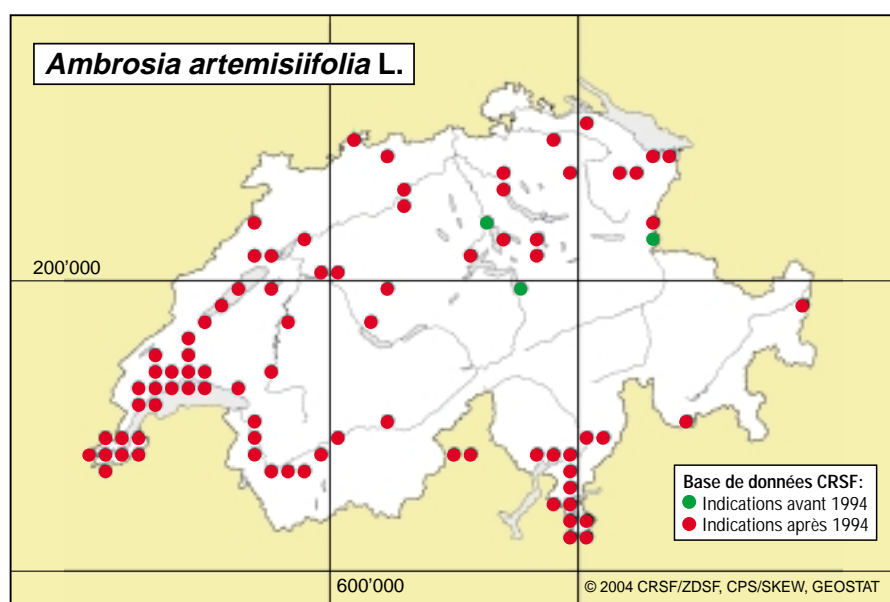 Ambrosia artemisiifolia L.
200'000
Base de données CRSF:
Indications avant 1994
Indications après 1994
600'000
© 2004 CRSF/ZDSF, CPS/SKEW, GEOSTAT